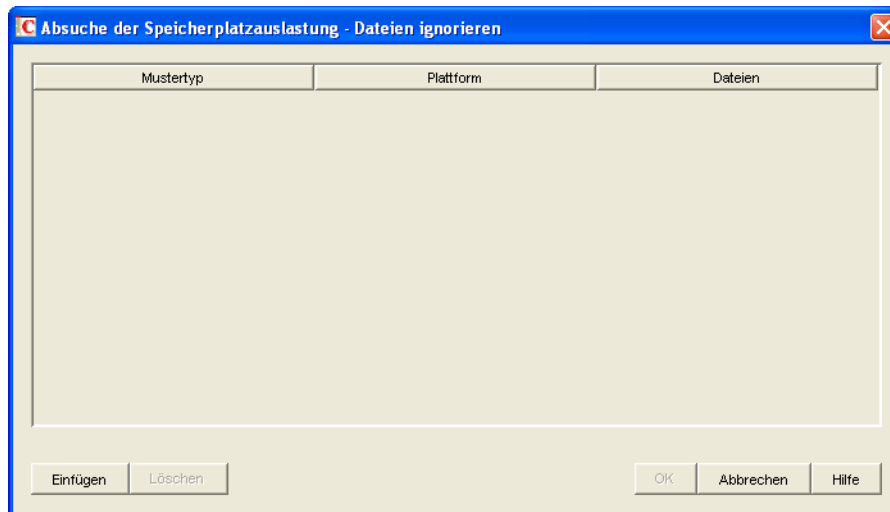 C Absuche der Speicherplatzauslastung - Dateien ignorieren
Mustertyp Plattform Dateien
Einfügen Löschen OK Abbrechen Hilfe